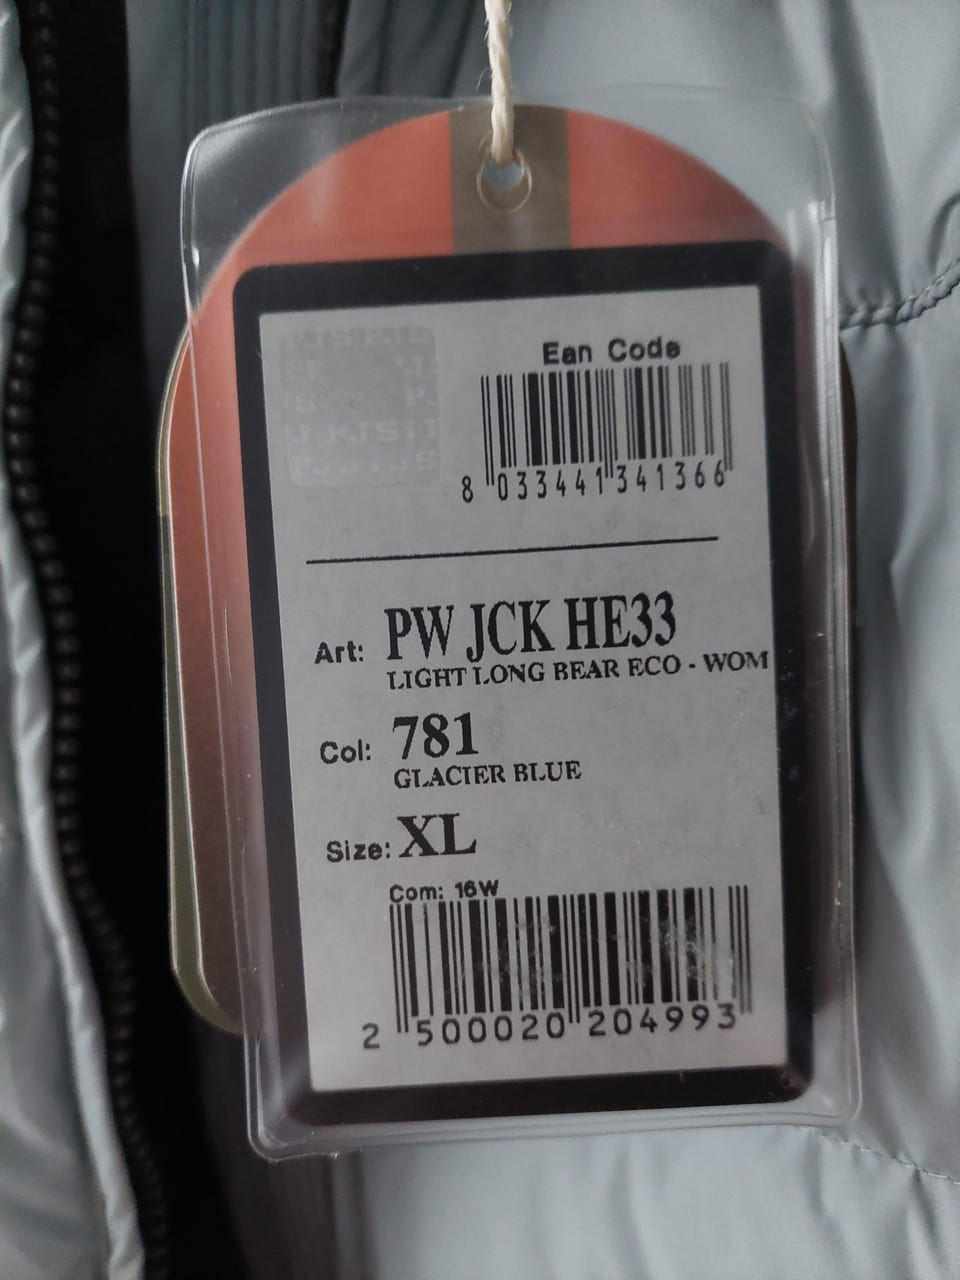 Ean Code
8 033441 341366
Art: PW JCK HE33
LIGHT LONG BEAR ECO - WOM
Col: 781
GLACIER BLUE
Size: XL
Com: 16W
2 500020 204993